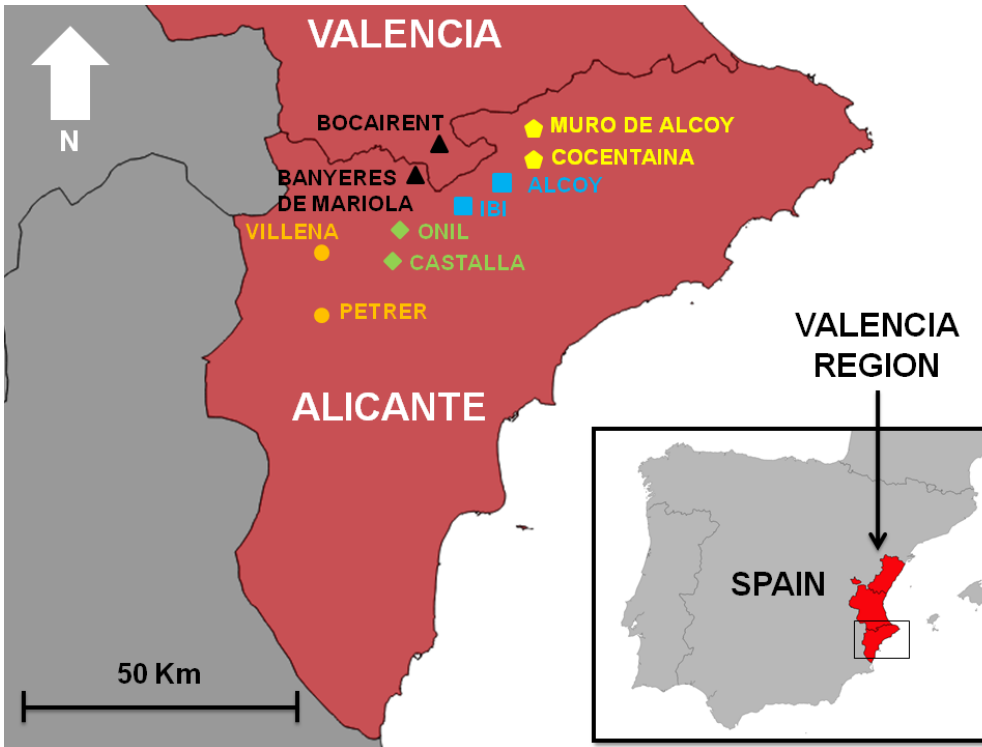 VALENCIA
N
BOCAIRENT
MURO DE ALCOY
COCENTAINA
BANYERES
DE MARIOLA
ALCOY
IBI
VILLENA
ONIL
CASTALLA
PETRER
VALENCIA
REGION
ALICANTE
SPAIN
50 Km